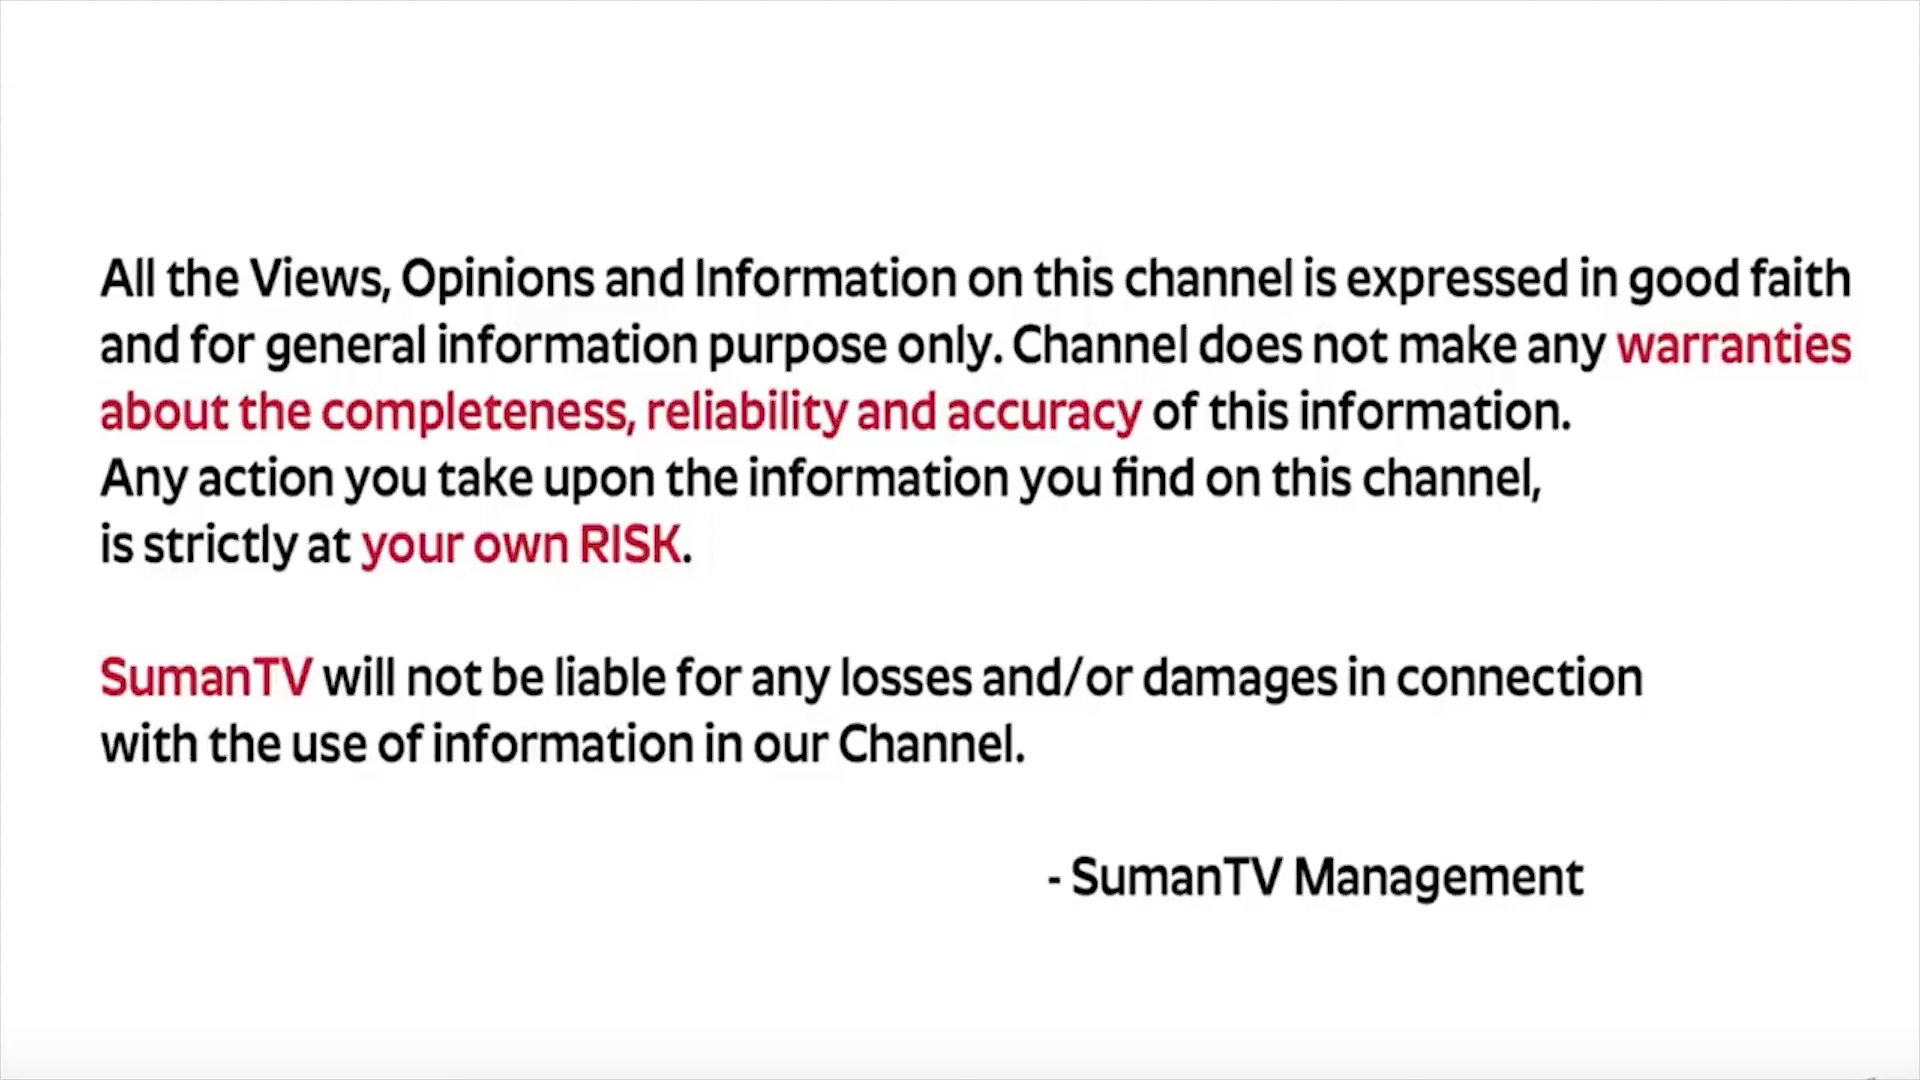 All the Views, Opinions and Information on this channel is expressed in good faith
and for general information purpose only. Channel does not make any warranties
about the completeness, reliability and accuracy of this information.
Any action you take upon the information you find on this channel,
is strictly at your own RISK.
SumanTV will not be liable for any losses and/or damages in connection
with the use of information in our Channel.
- SumanTV Management